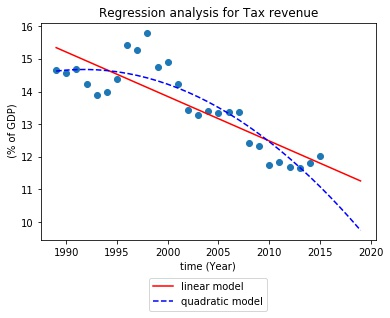 Regression analysis for Tax revenue
16
15
14
13
12
11
10
(% of GDP)
1990 1995 2000 2005 2010 2015 2020
time (Year)
linear model
quadratic model